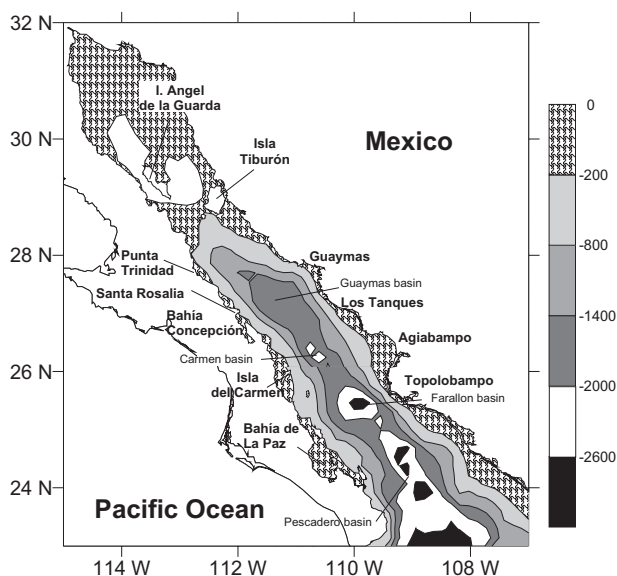 32 N
30 N
28 N
26 N
24 N
I. Angel
de la Guarda
Isla
Tiburón
Mexico
Punta
Trinidad
Guaymas
Guaymas basin
Santa Rosalia
Los Tanques
Bahía
Concepción
Agiabampo
Carmen basin
Isla
del Carmen
Topolobampo
Farallon basin
Bahía de
La Paz
Pacific Ocean
Pescadero basin
114 W
112 W
110 W
108 W
0
-200
-800
-1400
-2000
-2600